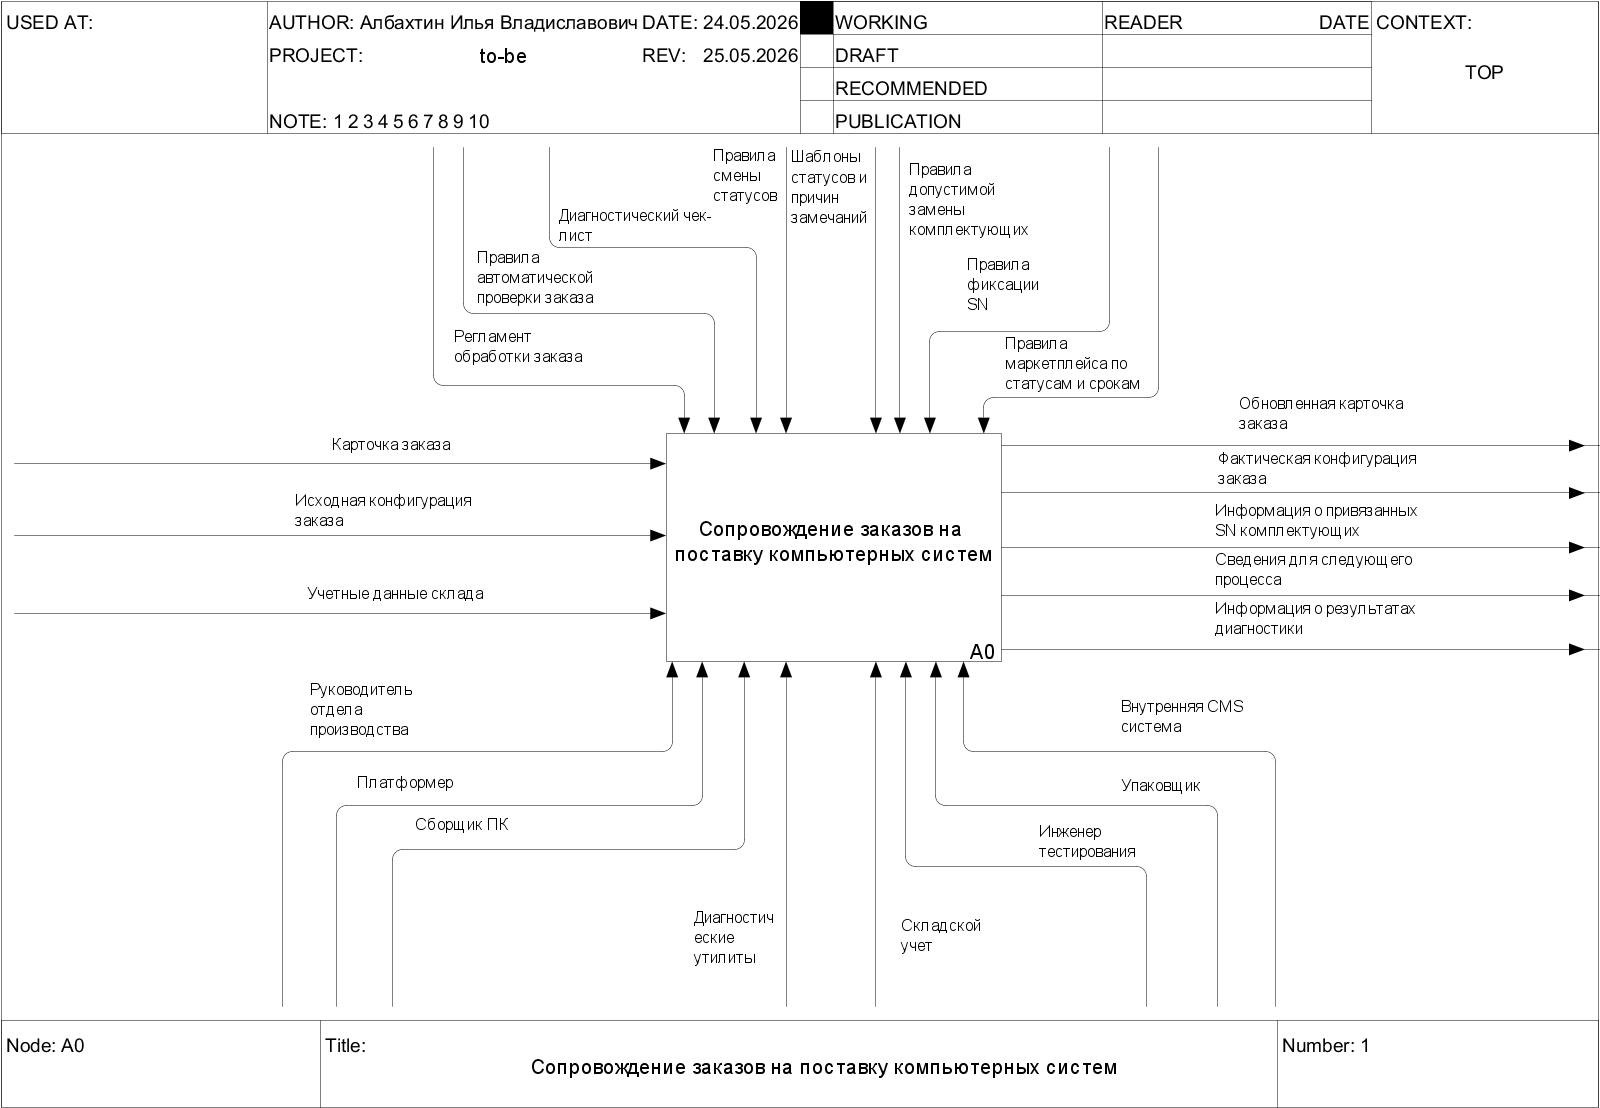 USED AT:
AUTHOR: Албахтин Илья Владиславович
DATE: 24.05.2026
PROJECT: to-be
REV: 25.05.2026
NOTE: 1 2 3 4 5 6 7 8 9 10
WORKING
DRAFT
RECOMMENDED
PUBLICATION
READER
DATE
CONTEXT:
TOP
Правила
смены
статусов
Шаблоны
статусов и
причин
замечаний
Правила
допустимой
замены
комплектующих
Диагностический чек-
лист
Правила
автоматической
проверки заказа
Правила
фиксации
SN
Регламент
обработки заказа
Правила
маркетплейса по
статусам и срокам
Карточка заказа
Исходная конфигурация
заказа
Учетные данные склада
Сопровождение заказов на
поставку компьютерных систем
A0
Обновленная карточка
заказа
Фактическая конфигурация
заказа
Информация о привязанных
SN комплектующих
Сведения для следующего
процесса
Информация о результатах
диагностики
Руководитель
отдела
производства
Платформер
Сборщик ПК
Диагностич
еские
утилиты
Складской
учет
Инженер
тестирования
Упаковщик
Внутренняя CMS
система
Node: A0
Title:
Сопровождение заказов на поставку компьютерных систем
Number: 1